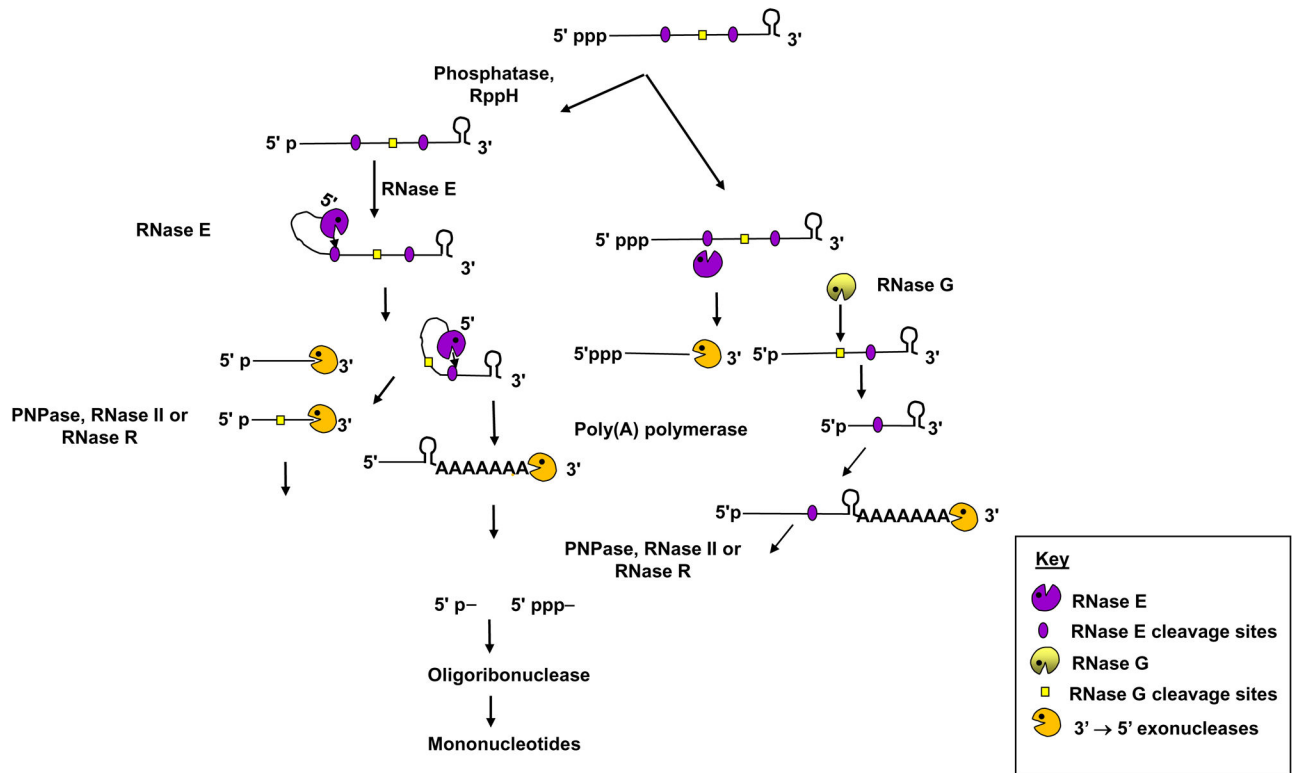 5' ppp 3'
Phosphatase,
RppH
5' p 3'
RNase E
5'
RNase E
3'
5' ppp 3'
RNase G
5'
5' p 3'
3'
5'ppp 3'
5'p 3'
PNPase, RNase II or
RNase R
5' p 3'
Poly(A) polymerase
5'p 3'
5' AAAAAAA 3'
5'p AAAAAAA 3'
PNPase, RNase II or
RNase R
5' p– 5' ppp–
Oligoribonuclease
Mononucleotides
Key
RNase E
RNase E cleavage sites
RNase G
RNase G cleavage sites
3' → 5' exonucleases